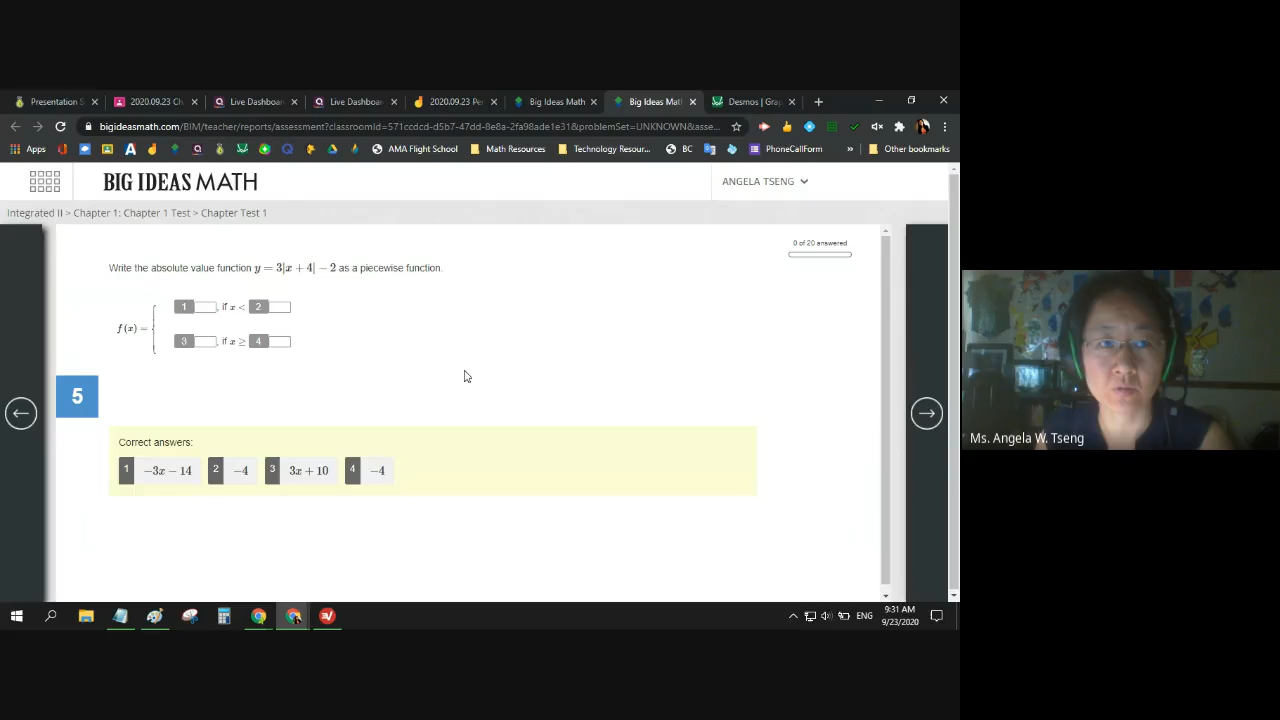 Presentation S
2020.09.23 Ch
Live Dashboar
Live Dashboar
2020.09.23 Pe
Big Ideas Math
Big Ideas Mat
Desmos | Grap
bigideasmath.com/BIM/teacher/reports/assessment?classroomId=571ccdcd-d5b7-47dd-8e8a-2fa98ade1e31&problemSet=UNKNOWN&asse...
Apps
AMA Flight School
Math Resources
Technology Resour...
BC
PhoneCallForm
»
Other bookmarks
BIG IDEAS MATH
ANGELA TSENG
Integrated II > Chapter 1: Chapter 1 Test > Chapter Test 1
0 of 20 answered
Write the absolute value function y = 3|x + 4| − 2 as a piecewise function.
1 , if x < 2
f(x) =
3 , if x ≥ 4
5
Correct answers:
1 −3x − 14 2 −4 3 3x + 10 4 −4
Ms. Angela W. Tseng
ENG
9:31 AM
9/23/2020